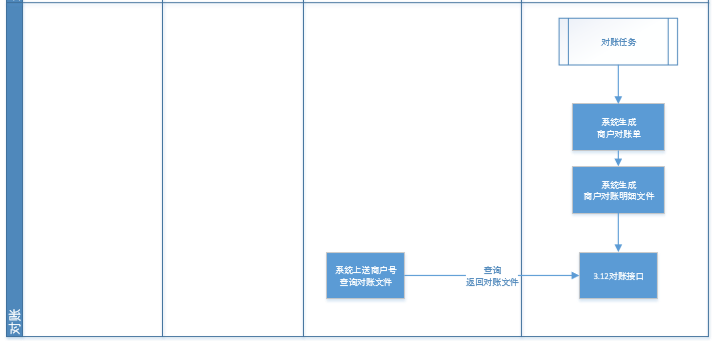 对账任务
系统生成
商户对账单
系统生成
商户对账明细文件
系统上送商户号
查询对账文件
查询
返回对账文件
3.12对账接口
对账